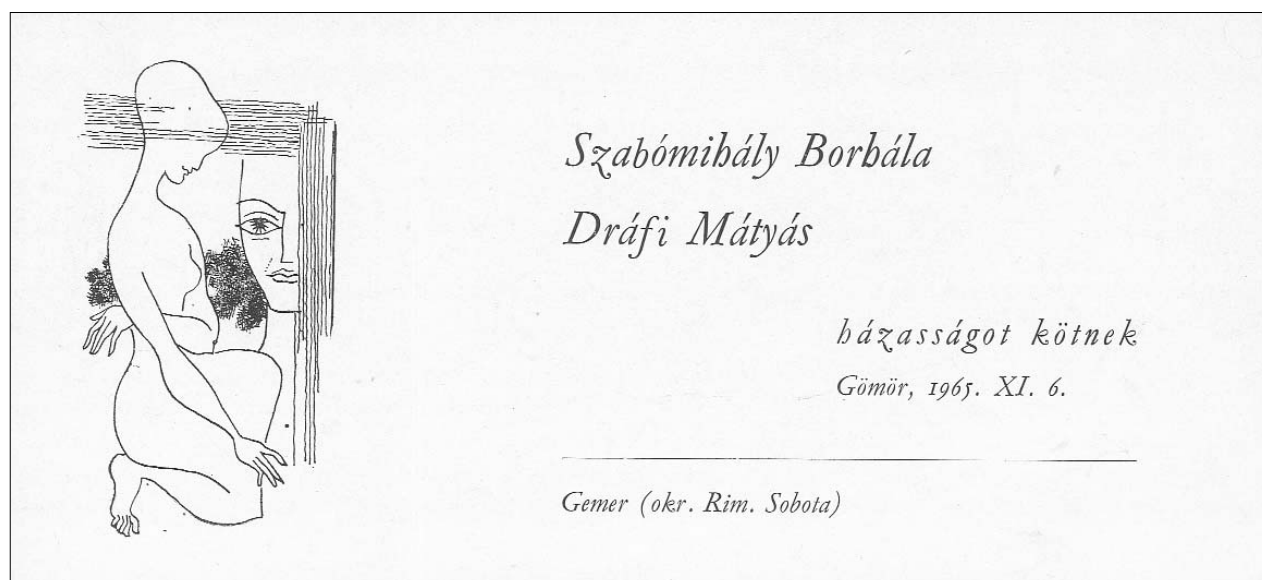 Szabómihály Borbála
Dráfi Mátyás
házasságot kötnek
Gömör, 1965. XI. 6.
Gemer (okr. Rim. Sobota)